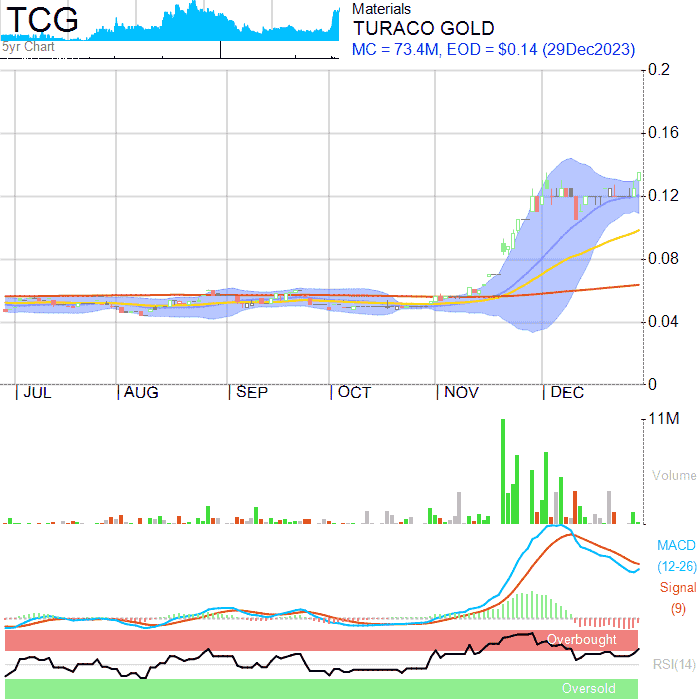 TCG
5yr Chart
Materials
TURACO GOLD
MC = 73.4M, EOD = $0.14 (29Dec2023)
0.2
0.16
0.12
0.08
0.04
0
JUL AUG SEP OCT NOV DEC
11M
Volume
MACD
(12-26)
Signal
(9)
Overbought
RSI(14)
Oversold